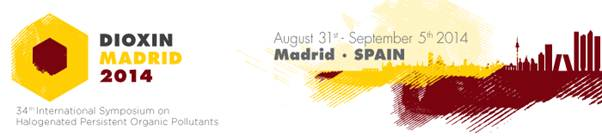 DIOXIN
MADRID
2014
34th International Symposium on
Halogenated Persistent Organic Pollutants
August 31st - September 5th 2014
Madrid · SPAIN